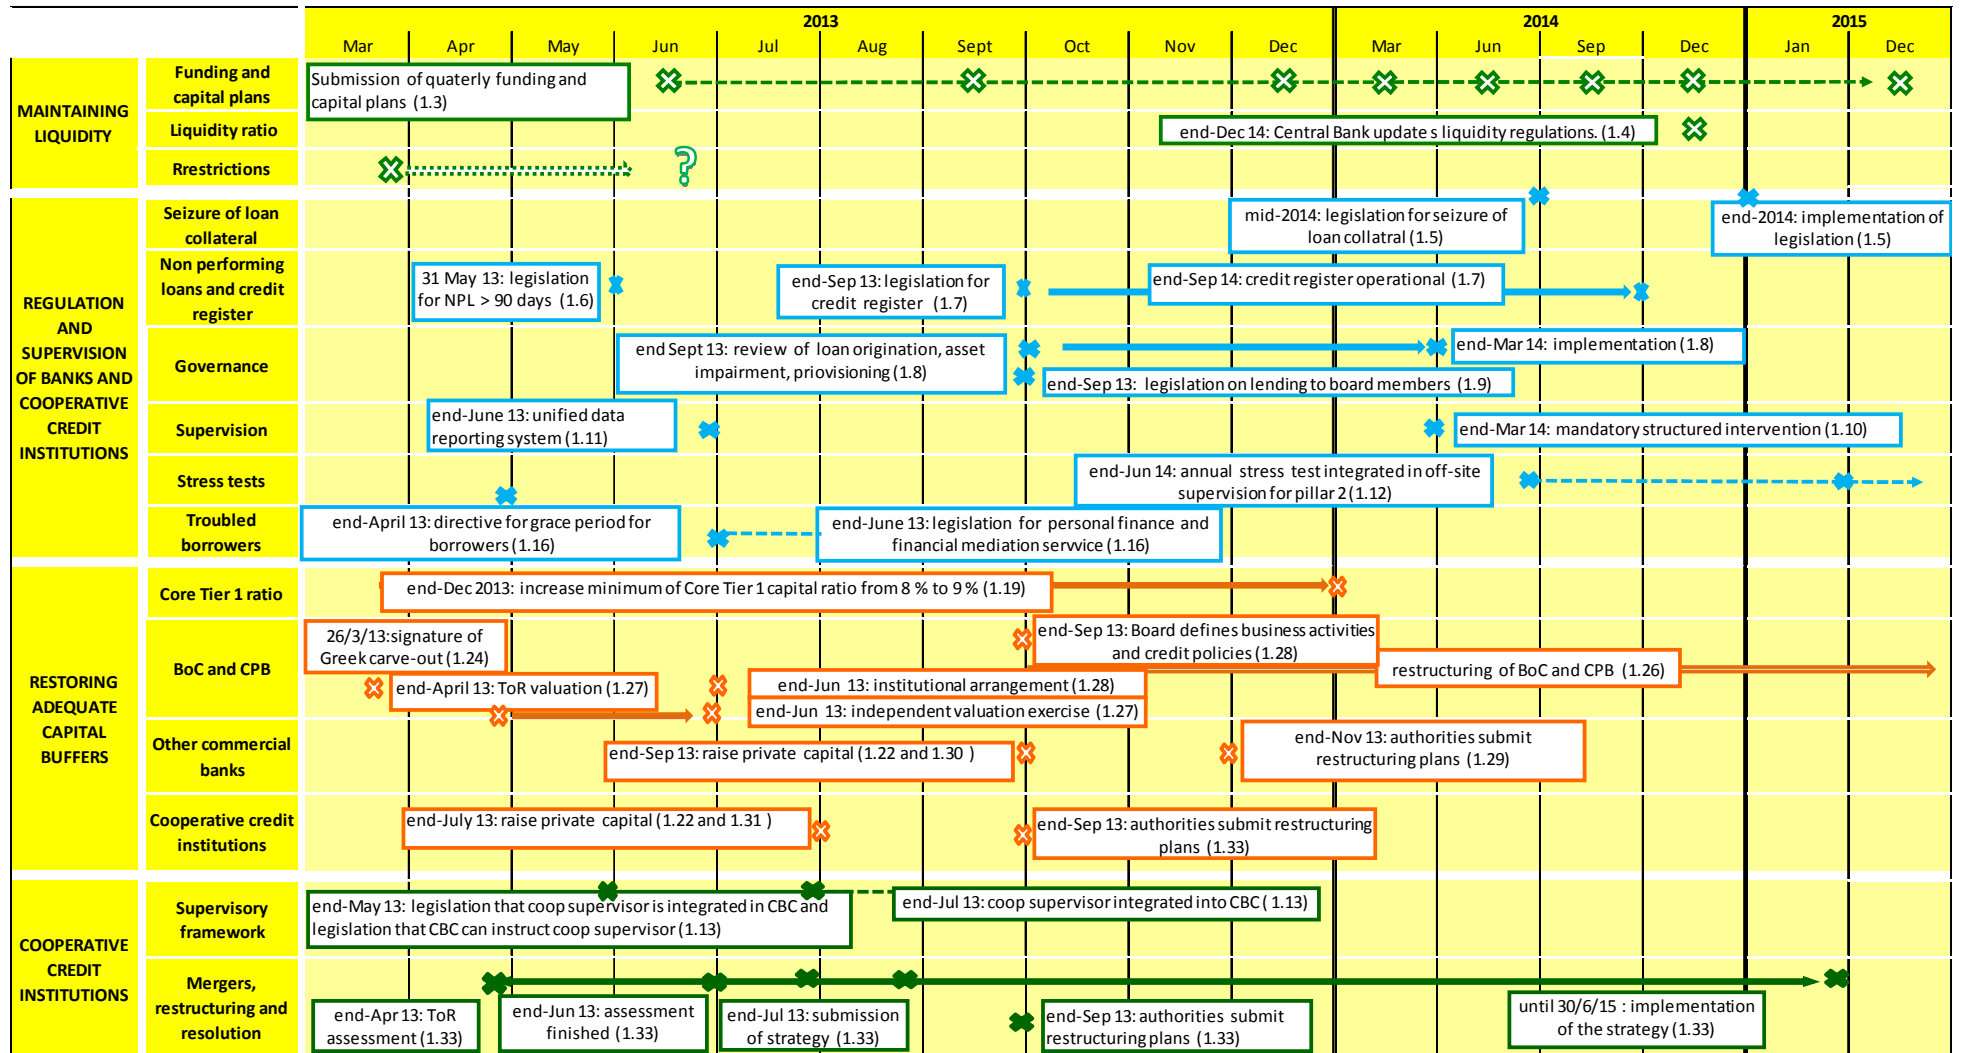 2013
2014
2015
Mar Apr May Jun Jul Aug Sept Oct Nov Dec Mar Jun Sep Dec Jan Dec
MAINTAINING
LIQUIDITY
Funding and
capital plans
Submission of quaterly funding and
capital plans (1.3)
Liquidity ratio
end-Dec 14: Central Bank update s liquidity regulations. (1.4)
Rrestrictions
?
REGULATION
AND
SUPERVISION
OF BANKS AND
COOPERATIVE
CREDIT
INSTITUTIONS
Seizure of loan
collateral
mid-2014: legislation for seizure of
loan collatral (1.5)
end-2014: implementation of
legislation (1.5)
Non performing
loans and credit
register
31 May 13: legislation
for NPL > 90 days (1.6)
end-Sep 13: legislation for
credit register (1.7)
end-Sep 14: credit register operational (1.7)
Governance
end Sept 13: review of loan origination, asset
impairment, priovisioning (1.8)
end-Mar 14: implementation (1.8)
end-Sep 13: legislation on lending to board members (1.9)
Supervision
end-June 13: unified data
reporting system (1.11)
end-Mar 14: mandatory structured intervention (1.10)
Stress tests
end-Jun 14: annual stress test integrated in off-site
supervision for pillar 2 (1.12)
Troubled
borrowers
end-April 13: directive for grace period for
borrowers (1.16)
end-June 13: legislation for personal finance and
financial mediation servvice (1.16)
RESTORING
ADEQUATE
CAPITAL
BUFFERS
Core Tier 1 ratio
end-Dec 2013: increase minimum of Core Tier 1 capital ratio from 8 % to 9 % (1.19)
BoC and CPB
26/3/13:signature of
Greek carve-out (1.24)
end-Sep 13: Board defines business activities
and credit policies (1.28)
restructuring of BoC and CPB (1.26)
end-April 13: ToR valuation (1.27)
end-Jun 13: institutional arrangement (1.28)
end-Jun 13: independent valuation exercise (1.27)
Other commercial
banks
end-Sep 13: raise private capital (1.22 and 1.30 )
end-Nov 13: authorities submit
restructuring plans (1.29)
Cooperative credit
institutions
end-July 13: raise private capital (1.22 and 1.31 )
end-Sep 13: authorities submit restructuring
plans (1.33)
COOPERATIVE
CREDIT
INSTITUTIONS
Supervisory
framework
end-May 13: legislation that coop supervisor is integrated in CBC and
legislation that CBC can instruct coop supervisor (1.13)
end-Jul 13: coop supervisor integrated into CBC ( 1.13)
Mergers,
restructuring and
resolution
end-Apr 13: ToR
assessment (1.33)
end-Jun 13: assessment
finished (1.33)
end-Jul 13: submission
of strategy (1.33)
end-Sep 13: authorities submit
restructuring plans (1.33)
until 30/6/15 : implementation
of the strategy (1.33)